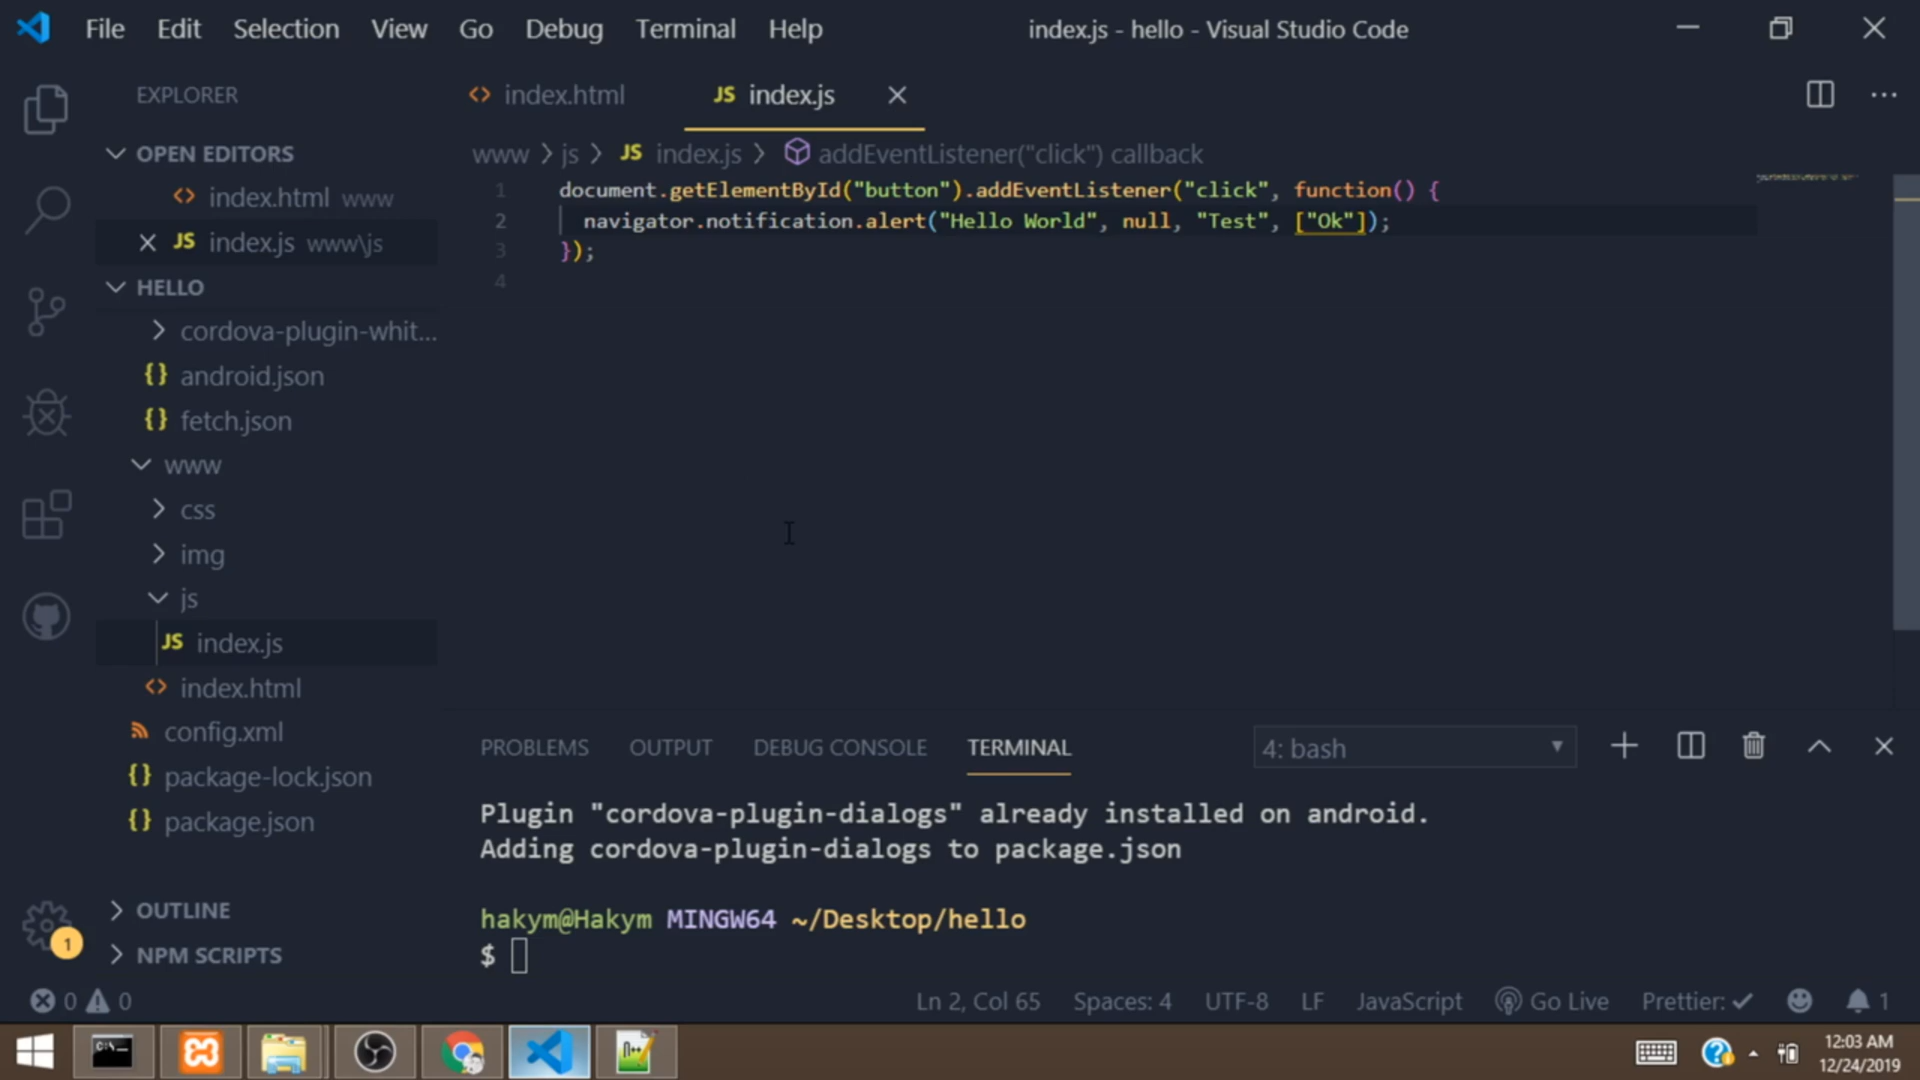 File Edit Selection View Go Debug Terminal Help
index.js - hello - Visual Studio Code
EXPLORER
OPEN EDITORS
index.html www
JS index.js www\js
HELLO
cordova-plugin-whit...
{} android.json
{} fetch.json
www
css
img
js
JS index.js
index.html
config.xml
{} package-lock.json
{} package.json
OUTLINE
NPM SCRIPTS
1
index.html
JS index.js
www > js > JS index.js > addEventListener("click") callback
1 document.getElementById("button").addEventListener("click", function() {
2 navigator.notification.alert("Hello World", null, "Test", ["Ok"]);
3 });
4
PROBLEMS OUTPUT DEBUG CONSOLE TERMINAL
4: bash
Plugin "cordova-plugin-dialogs" already installed on android.
Adding cordova-plugin-dialogs to package.json
hakym@Hakym MINGW64 ~/Desktop/hello
$
0 0 Ln 2, Col 65 Spaces: 4 UTF-8 LF JavaScript Go Live Prettier: ✓ 1
C:\
n++
12:03 AM
12/24/2019